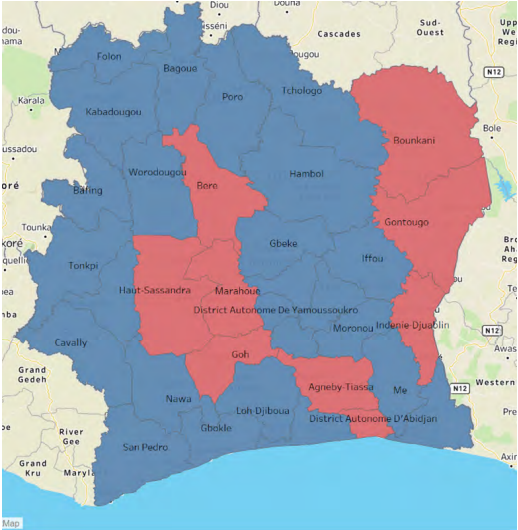 Diou
Douna
isséni
Sud-
Ouest
Cascades
Folon
ougou
N12
Bagoue
Karala
Poro
Tchologo
Kabadougou
Bole
Bounkani
ussadou
Worodougou
Hambol
Bere
Bafing
Gontougo
Tounka
Gbeke
Iffou
Tonkpi
Haut-Sassandra
Marahoue
District Autonome De Yamoussoukro
Indenie-Djuablin
Moronou
N12
Cavally
Goh
Grand
Gedeh
Agneby-Tiassa
Me
N12
Western
Nawa
Loh-Djiboua
District Autonome D'Abidjan
Gbokle
River
Gee
San Pedro
Grand
Kru
Maryl
Map